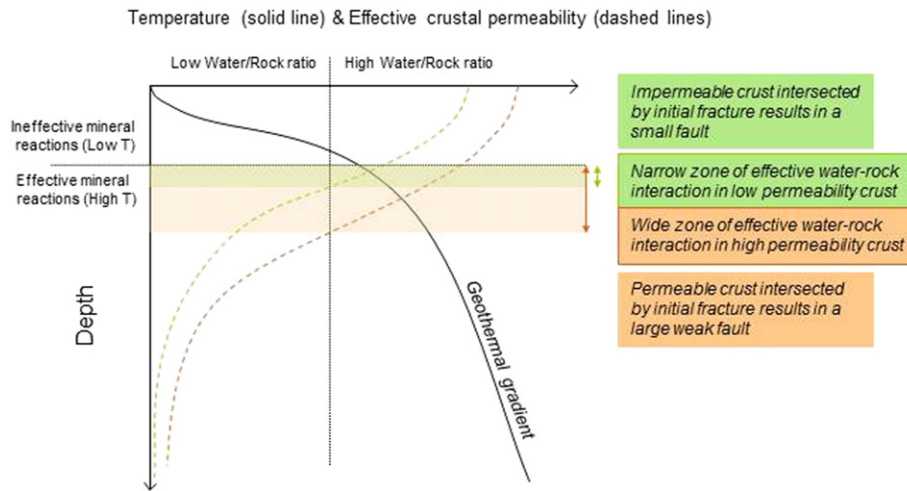 Temperature (solid line) & Effective crustal permeability (dashed lines)
Low Water/Rock ratio
High Water/Rock ratio
Ineffective mineral
reactions (Low T)
Effective mineral
reactions (High T)
Depth
Geothermal gradient
Impermeable crust intersected
by initial fracture results in a
small fault
Narrow zone of effective water-rock
interaction in low permeability crust
Wide zone of effective water-rock
interaction in high permeability crust
Permeable crust intersected
by initial fracture results in a
large weak fault